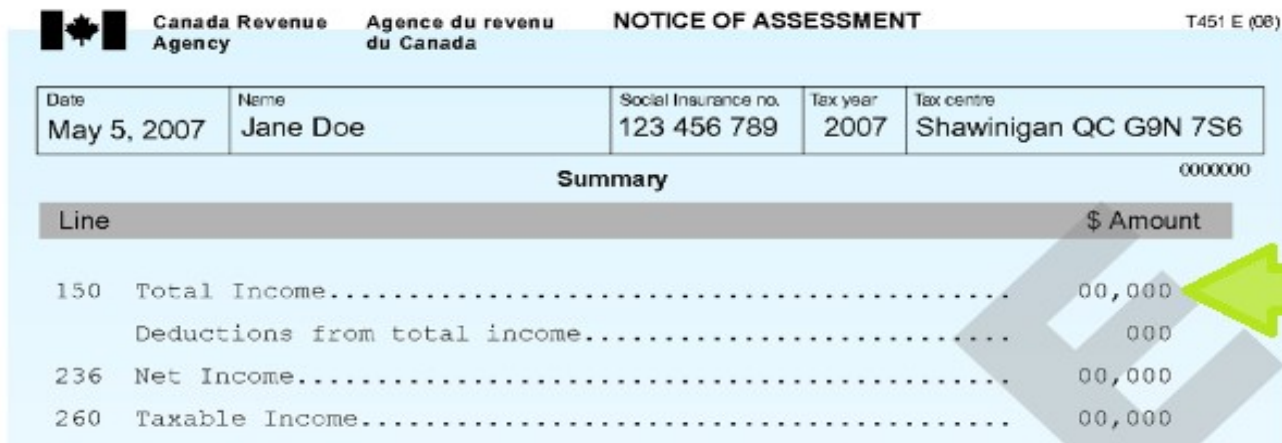 Canada Revenue Agency Agence du revenu du Canada NOTICE OF ASSESSMENT T451 E (08)
Date Name Social Insurance no. Tax year Tax centre
May 5, 2007 Jane Doe 123 456 789 2007 Shawinigan QC G9N 7S6
Summary 0000000
Line $ Amount
150 Total Income............................................ 00,000
Deductions from total income........................... 000
236 Net Income.............................................. 00,000
260 Taxable Income.......................................... 00,000